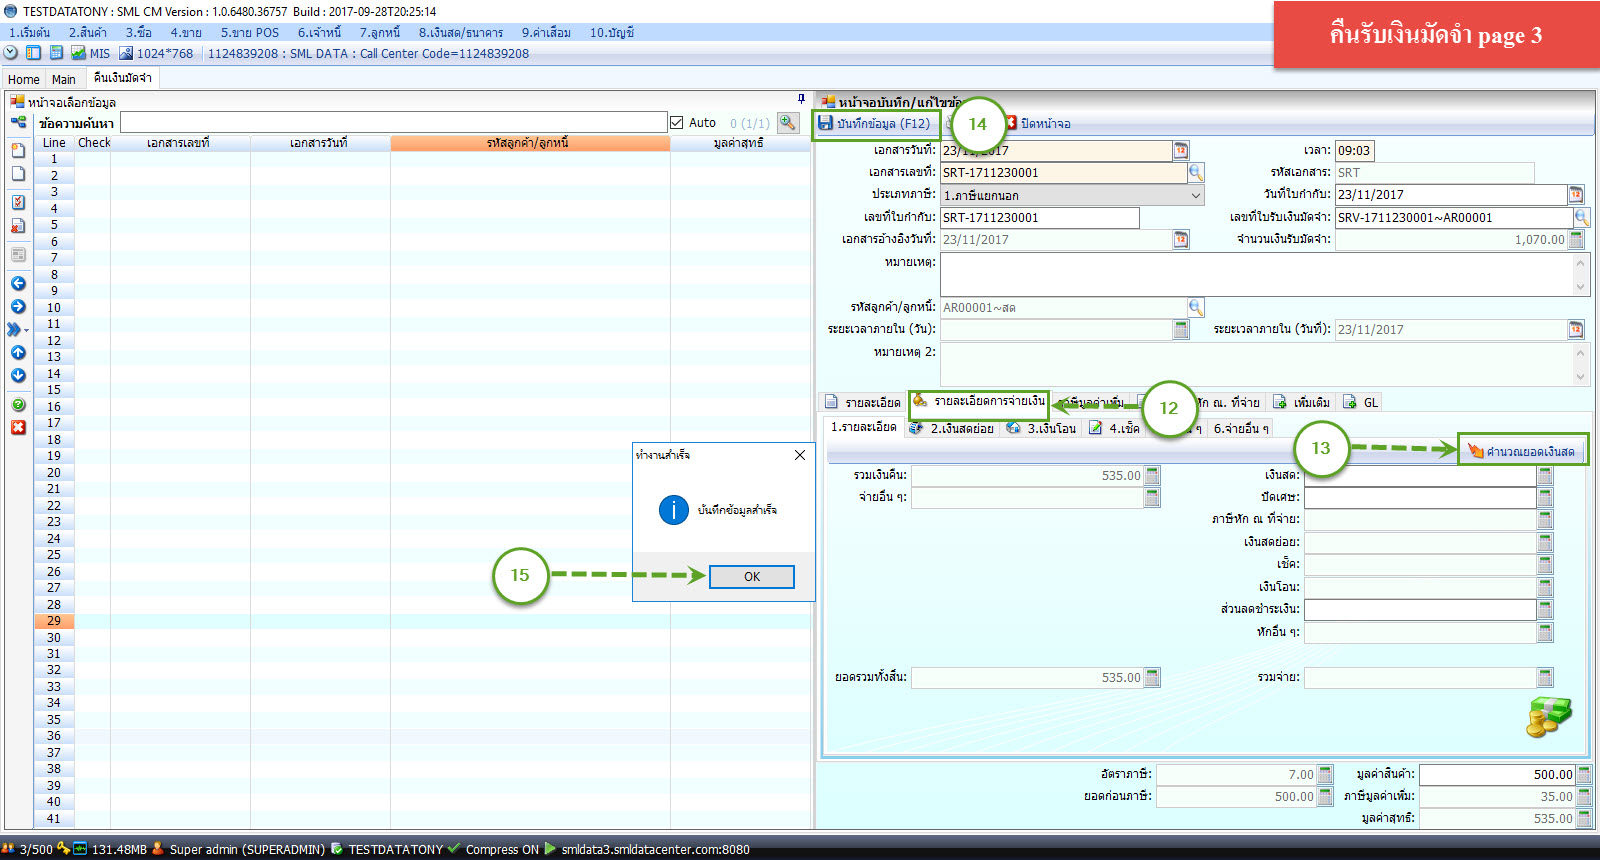 TESTDATATONY : SML CM Version : 1.0.6480.36757  Build : 2017-09-28T20:25:14
คืนรับเงินมัดจำ page 3
1.เริ่มต้น 2.สินค้า 3.ซื้อ 4.ขาย 5.ขาย POS 6.เจ้าหนี้ 7.ลูกหนี้ 8.เงินสด/ธนาคาร 9.ค่าเสื่อม 10.บัญชี
MIS 1024*768 1124839208 : SML DATA : Call Center Code=1124839208
Home Main คืนเงินมัดจำ
หน้าจอเลือกข้อมูล
ข้อความค้นหา Auto 0 (1/1)
Line Check เอกสารเลขที่ เอกสารวันที่ รหัสลูกค้า/ลูกหนี้ มูลค่าสุทธิ
1
2
3
4
5
6
7
8
9
10
11
12
13
14
15
16
17
18
19
20
21
22
23
24
25
26
27
28
29
30
31
32
33
34
35
36
37
38
39
40
41
หน้าจอบันทึก/แก้ไข
บันทึกข้อมูล (F12) 14 ปิดหน้าจอ
เอกสารวันที่: 23/11/2017 เวลา: 09:03
เอกสารเลขที่: SRT-1711230001 รหัสเอกสาร: SRT
ประเภทภาษี: 1.ภาษีแยกนอก วันที่ใบกำกับ: 23/11/2017
เลขที่ใบกำกับ: SRT-1711230001 เลขที่ใบรับเงินมัดจำ: SRV-1711230001~AR00001
เอกสารอ้างอิงวันที่: 23/11/2017 จำนวนเงินรับมัดจำ: 1,070.00
หมายเหตุ:
รหัสลูกค้า/ลูกหนี้: AR00001~สด
ระยะเวลาภายใน (วัน): ระยะเวลาภายใน (วันที่): 23/11/2017
หมายเหตุ 2:
รายละเอียด รายละเอียดการจ่ายเงิน ภาษีมูลค่าเพิ่ม 12 หัก ณ. ที่จ่าย เพิ่มเติม GL
1.รายละเอียด 2.เงินสดย่อย 3.เงินโอน 4.เช็ค 6.จ่ายอื่น ๆ
13 คำนวณยอดเงินสด
รวมเงินคืน: 535.00 เงินสด:
จ่ายอื่น ๆ: ปัดเศษ:
ภาษีหัก ณ ที่จ่าย:
เงินสดย่อย:
เช็ค:
เงินโอน:
ส่วนลดชำระเงิน:
หักอื่น ๆ:
ยอดรวมทั้งสิ้น: 535.00 รวมจ่าย:
ทำงานสำเร็จ
บันทึกข้อมูลสำเร็จ
15 OK
อัตราภาษี: 7.00 มูลค่าสินค้า: 500.00
ยอดก่อนภาษี: 500.00 ภาษีมูลค่าเพิ่ม: 35.00
มูลค่าสุทธิ: 535.00
3/500 131.48MB Super admin (SUPERADMIN) TESTDATATONY Compress ON smldata3.smldatacenter.com:8080